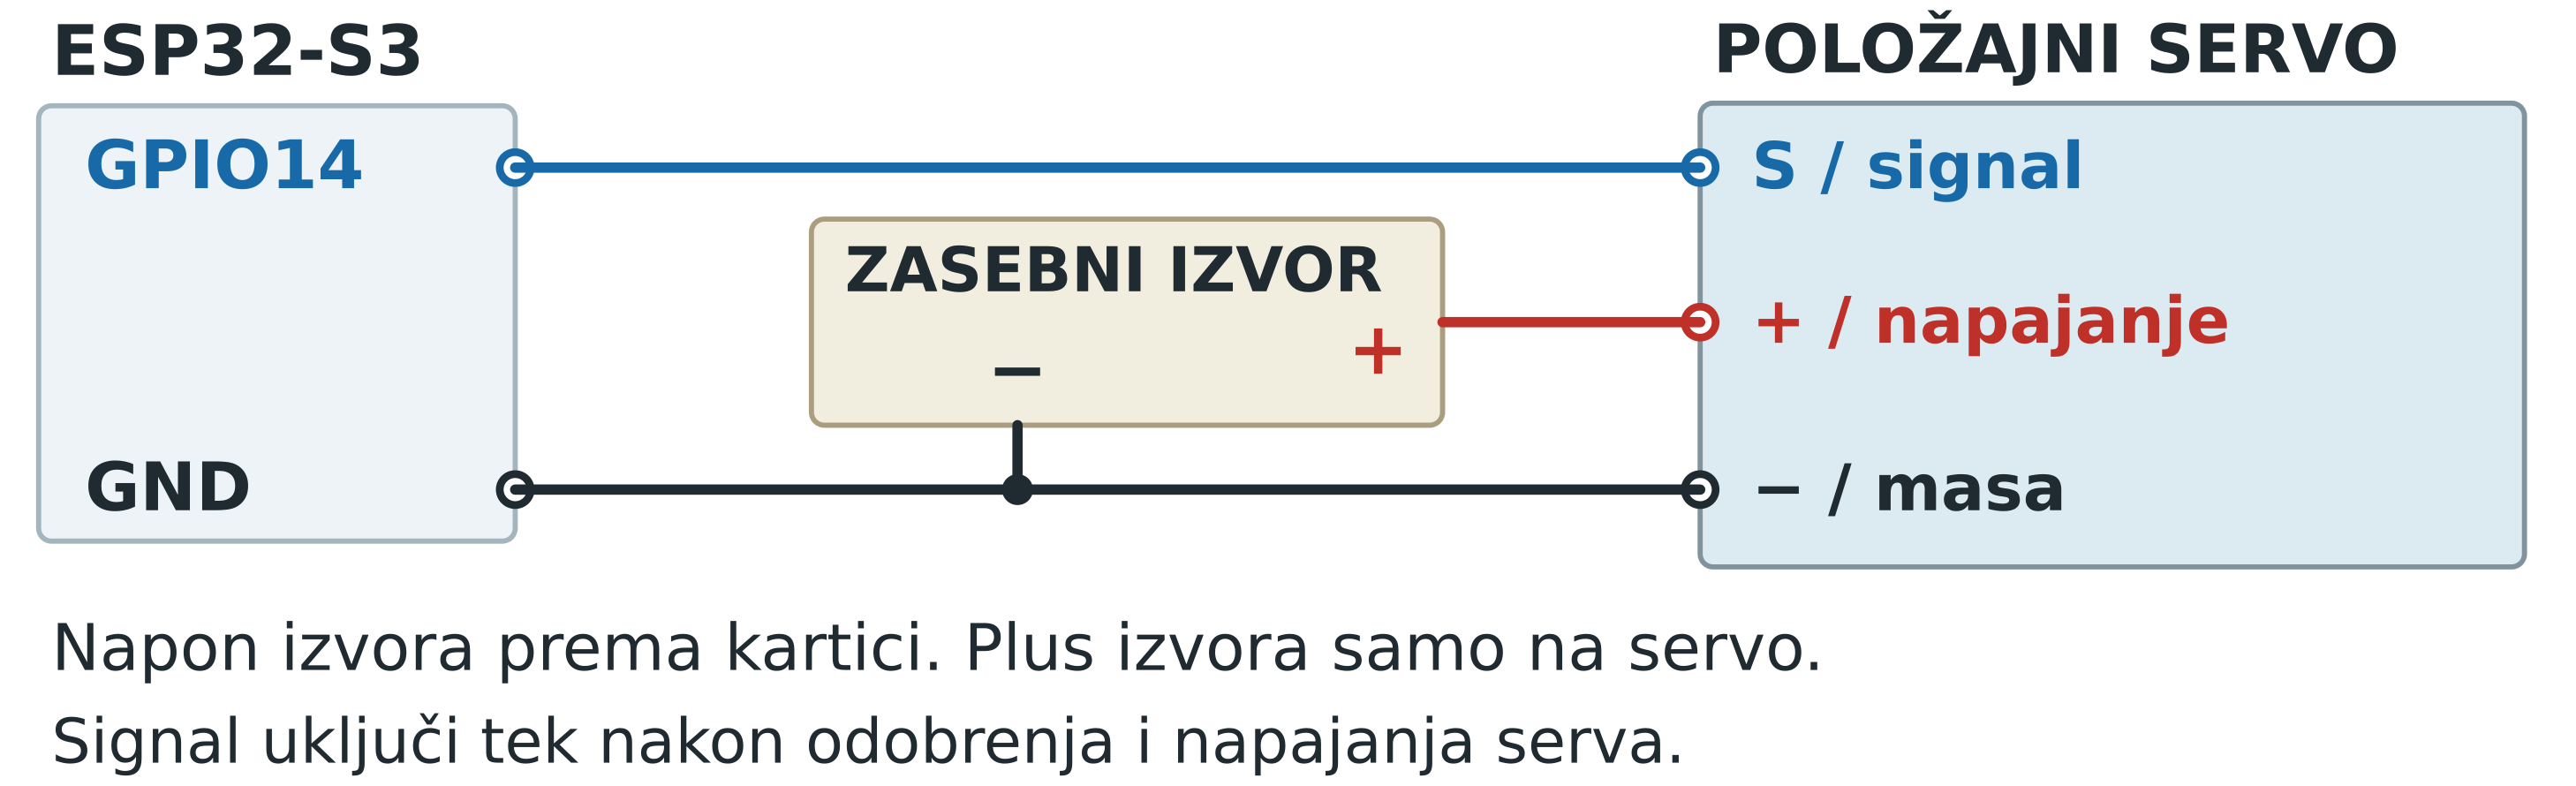 ESP32-S3
POLOŽAJNI SERVO
GPIO14
S / signal
ZASEBNI IZVOR
+ / napajanje
− +
GND
− / masa
Napon izvora prema kartici. Plus izvora samo na servo.
Signal uključi tek nakon odobrenja i napajanja serva.